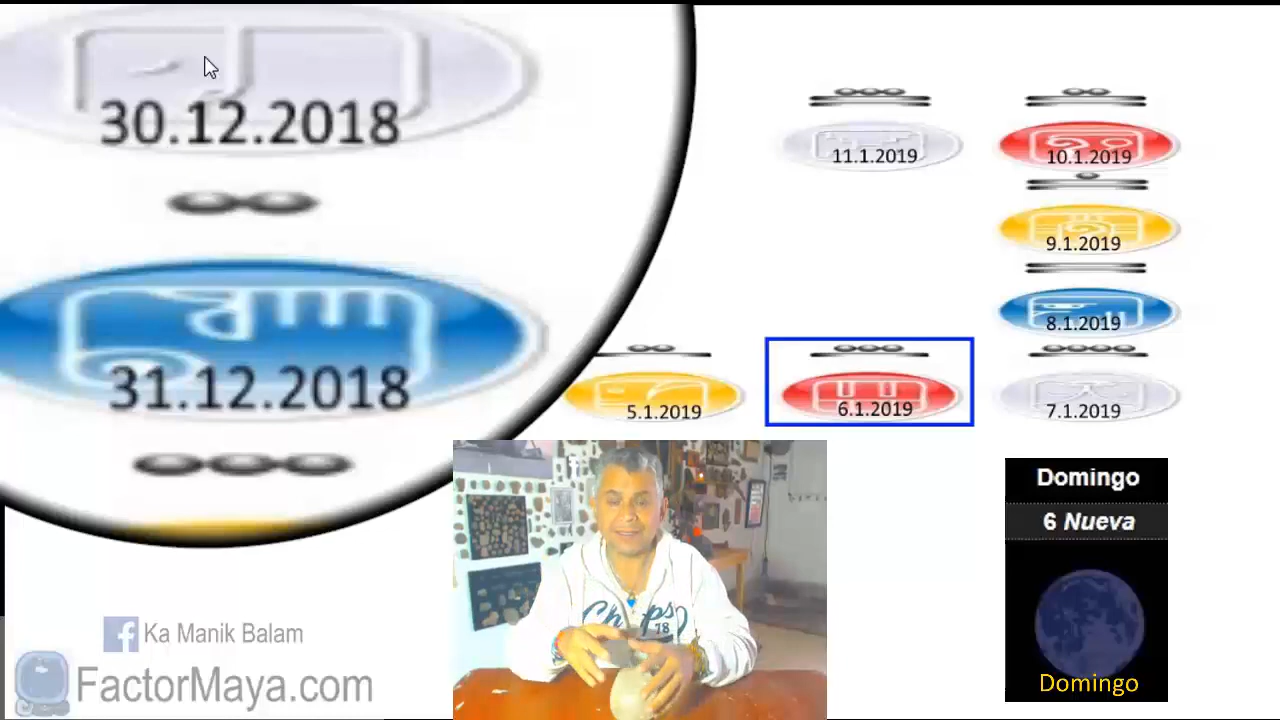 30.12.2018
31.12.2018
11.1.2019
10.1.2019
9.1.2019
8.1.2019
5.1.2019
6.1.2019
7.1.2019
Domingo
6 Nueva
Domingo
Ka Manik Balam
FactorMaya.com
78